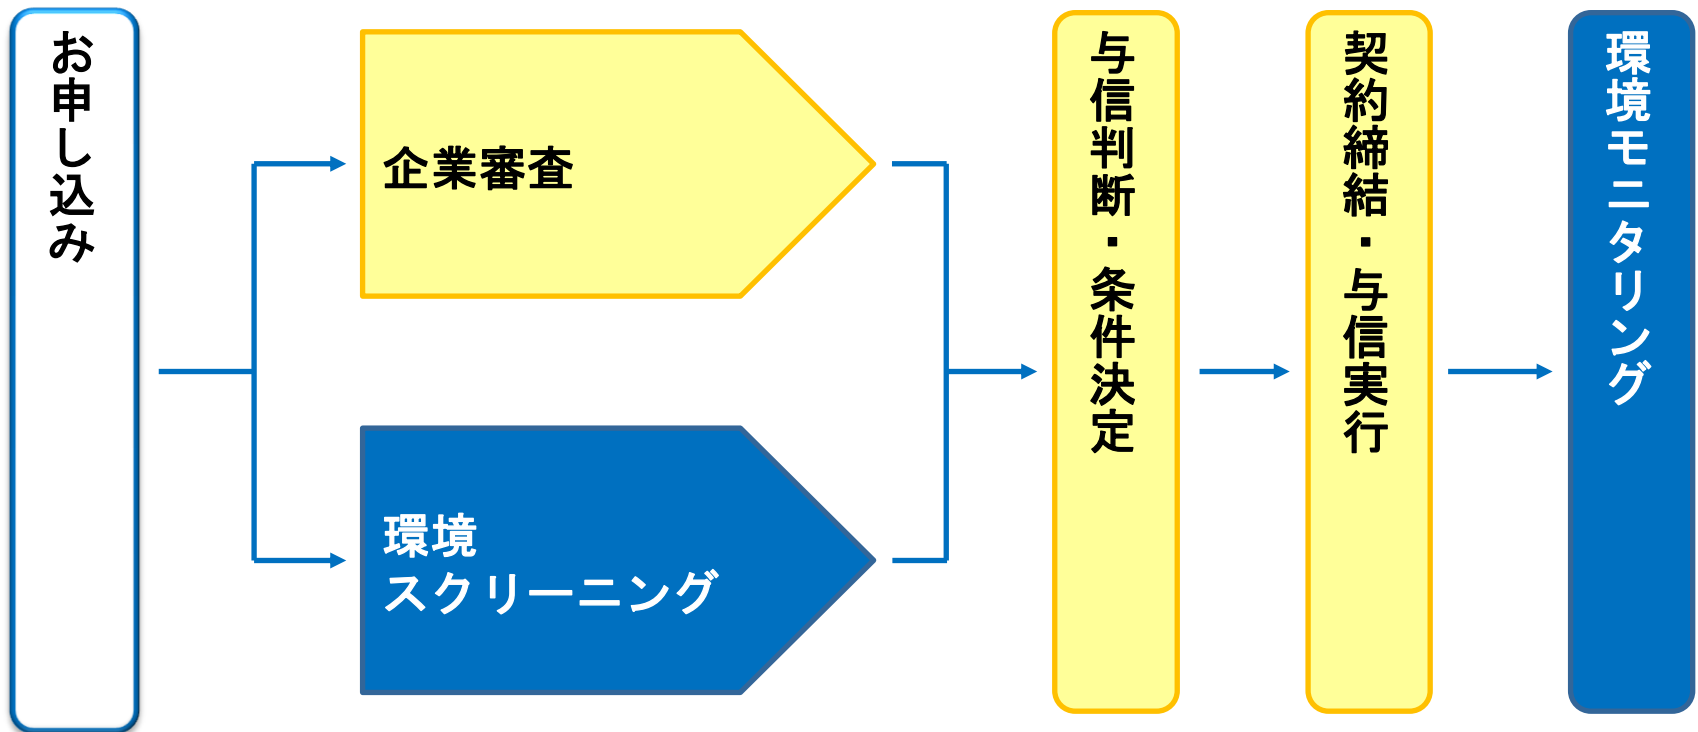 お申し込み
企業審査
環境
スクリーニング
与信判断・条件決定
契約締結・与信実行
環境モニタリング